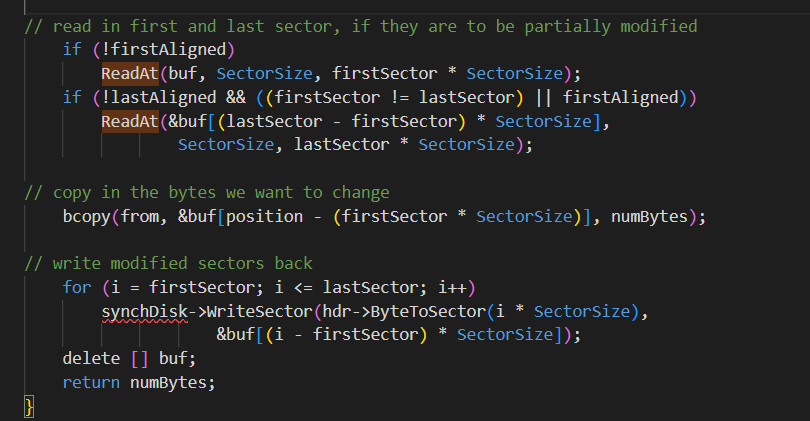 // read in first and last sector, if they are to be partially modified
if (!firstAligned)
ReadAt(buf, SectorSize, firstSector * SectorSize);
if (!lastAligned && ((firstSector != lastSector) || firstAligned))
ReadAt(&buf[(lastSector - firstSector) * SectorSize],
SectorSize, lastSector * SectorSize);
// copy in the bytes we want to change
bcopy(from, &buf[position - (firstSector * SectorSize)], numBytes);
// write modified sectors back
for (i = firstSector; i <= lastSector; i++)
synchDisk->WriteSector(hdr->ByteToSector(i * SectorSize),
&buf[(i - firstSector) * SectorSize]);
delete [] buf;
return numBytes;
}